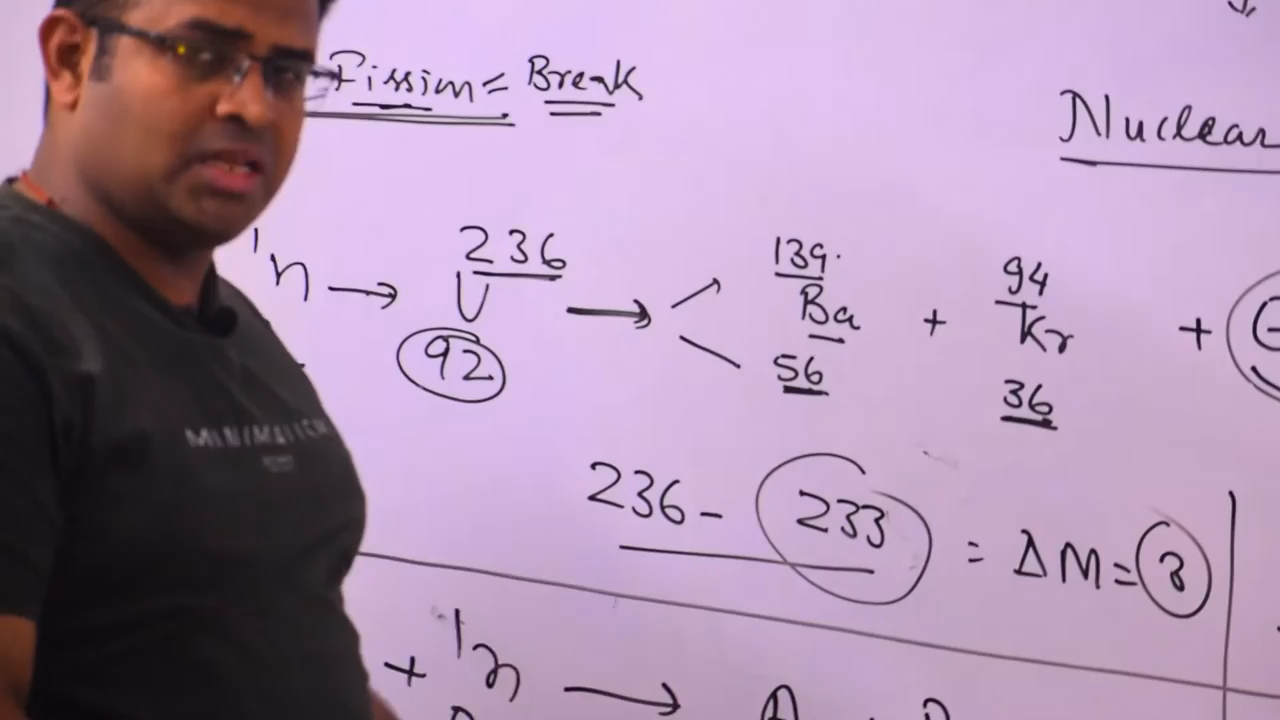 Fission = Break
Nuclear
¹n → 236 U 92 → 139 Ba 56 + 94 Kr 36 +
236 - 233 = ΔM = 3
+ ¹n →